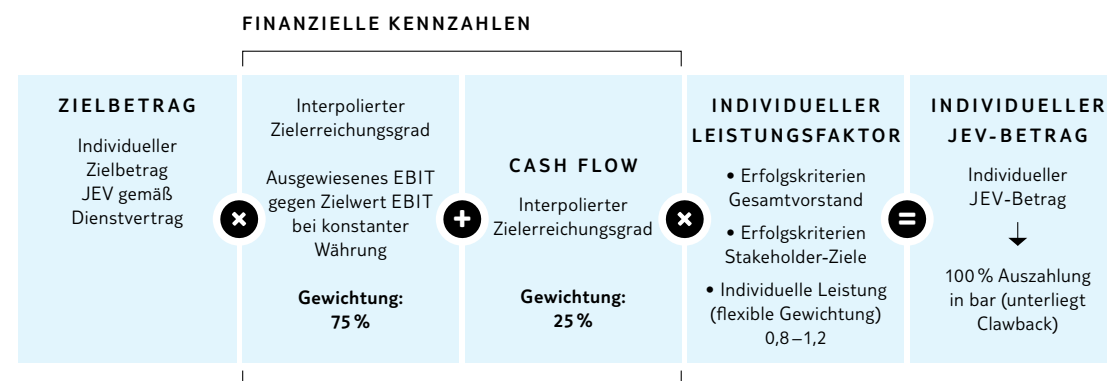 FINANZIELLE KENNZAHLEN
ZIELBETRAG
Individueller
Zielbetrag
JEV gemäß
Dienstvertrag
×
Interpolierter
Zielerreichungsgrad
Ausgewiesenes EBIT
gegen Zielwert EBIT
bei konstanter
Währung
Gewichtung:
75 %
+
CASH FLOW
Interpolierter
Zielerreichungsgrad
Gewichtung:
25 %
×
INDIVIDUELLER
LEISTUNGSFAKTOR
• Erfolgskriterien
Gesamtvorstand
• Erfolgskriterien
Stakeholder-Ziele
• Individuelle Leistung
(flexible Gewichtung)
0,8–1,2
=
INDIVIDUELLER
JEV-BETRAG
Individueller
JEV-Betrag
100 % Auszahlung
in bar (unterliegt
Clawback)